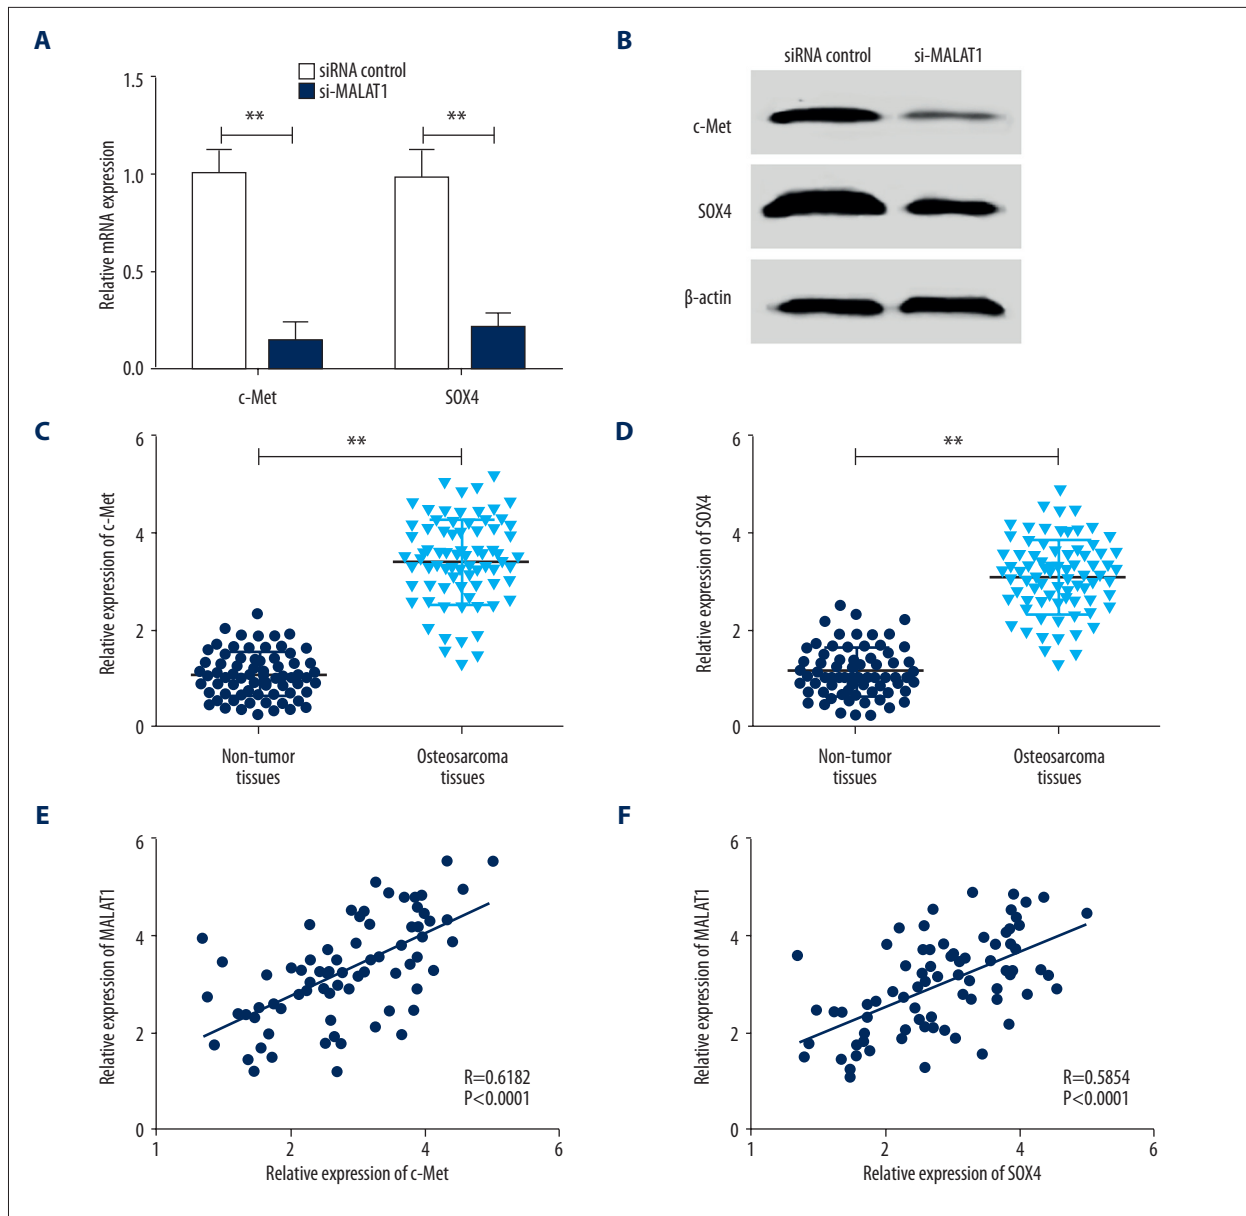 A
siRNA control
si-MALAT1
**
**
Relative mRNA expression
1.5
1.0
0.5
0.0
c-Met
SOX4
B
siRNA control
si-MALAT1
c-Met
SOX4
β-actin
C
**
Relative expression of c-Met
6
4
2
0
Non-tumor
tissues
Osteosarcoma
tissues
D
**
Relative expression of SOX4
6
4
2
0
Non-tumor
tissues
Osteosarcoma
tissues
E
Relative expression of MALAT1
6
4
2
0
R=0.6182
P<0.0001
1
2
4
6
Relative expression of c-Met
F
Relative expression of MALAT1
6
4
2
0
R=0.5854
P<0.0001
1
2
4
6
Relative expression of SOX4